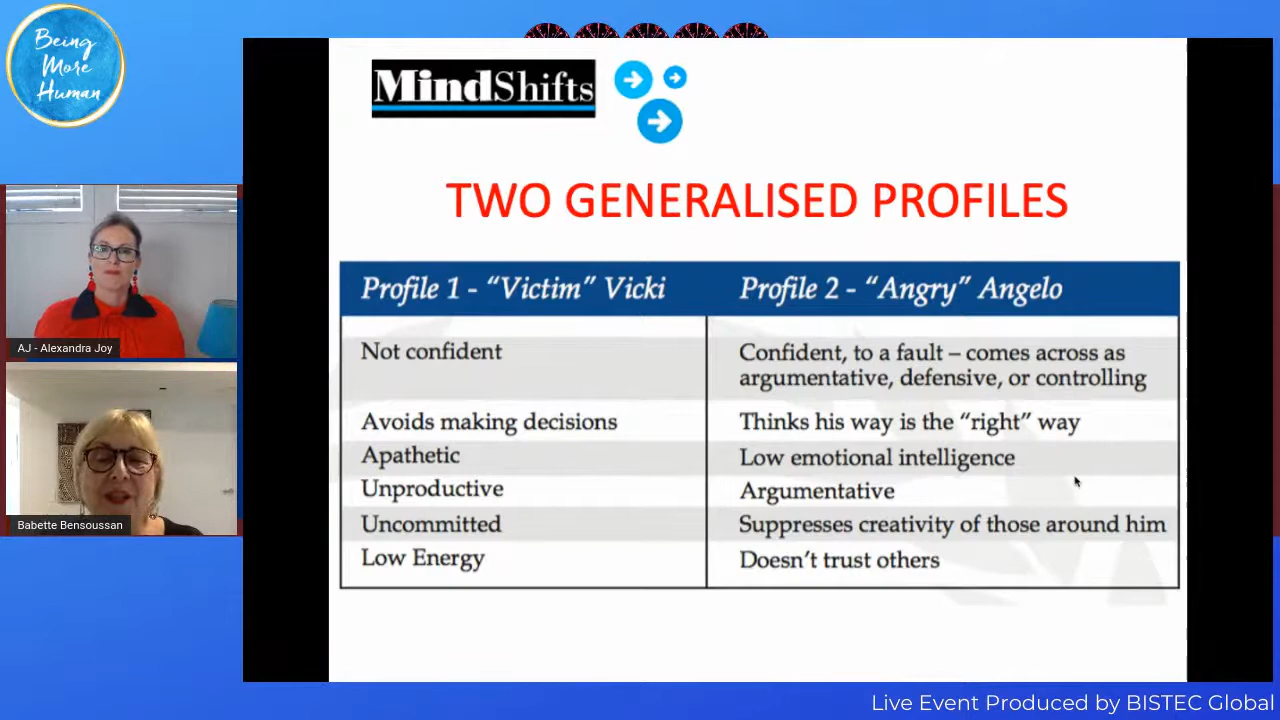 Being
More
Human
MindShifts
TWO GENERALISED PROFILES
Profile 1 - “Victim” Vicki
Profile 2 - “Angry” Angelo
Not confident
Confident, to a fault – comes across as
argumentative, defensive, or controlling
Avoids making decisions
Thinks his way is the “right” way
Apathetic
Low emotional intelligence
Unproductive
Argumentative
Uncommitted
Suppresses creativity of those around him
Low Energy
Doesn’t trust others
AJ - Alexandra Joy
Babette Bensoussan
Live Event Produced by BISTEC Global